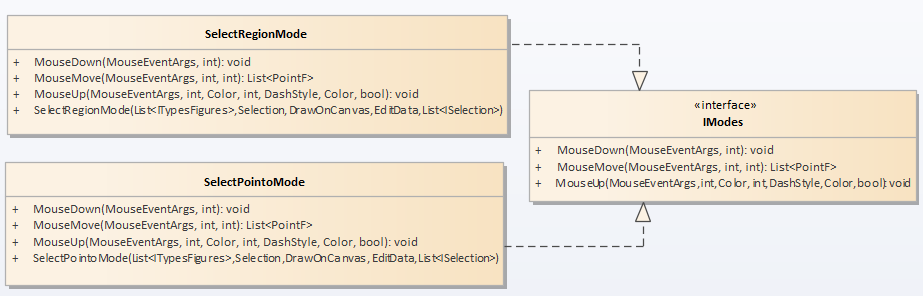 SelectRegionMode
+ MouseDown(MouseEventArgs, int): void
+ MouseMove(MouseEventArgs, int, int): List<PointF>
+ MouseUp(MouseEventArgs, int, Color, int, DashStyle, Color, bool): void
+ SelectRegionMode(List<ITypesFigures>,Selection,DrawOnCanvas,EditData,List<ISelection>)
«interface»
IModes
+ MouseDown(MouseEventArgs, int): void
+ MouseMove(MouseEventArgs, int, int): List<PointF>
+ MouseUp(MouseEventArgs,int,Color,int,DashStyle,Color,bool): void
SelectPointoMode
+ MouseDown(MouseEventArgs, int): void
+ MouseMove(MouseEventArgs, int, int): List<PointF>
+ MouseUp(MouseEventArgs, int, Color, int, DashStyle, Color, bool): void
+ SelectPointoMode(List<ITypesFigures>,Selection,DrawOnCanvas, EditData,List<ISelection>)